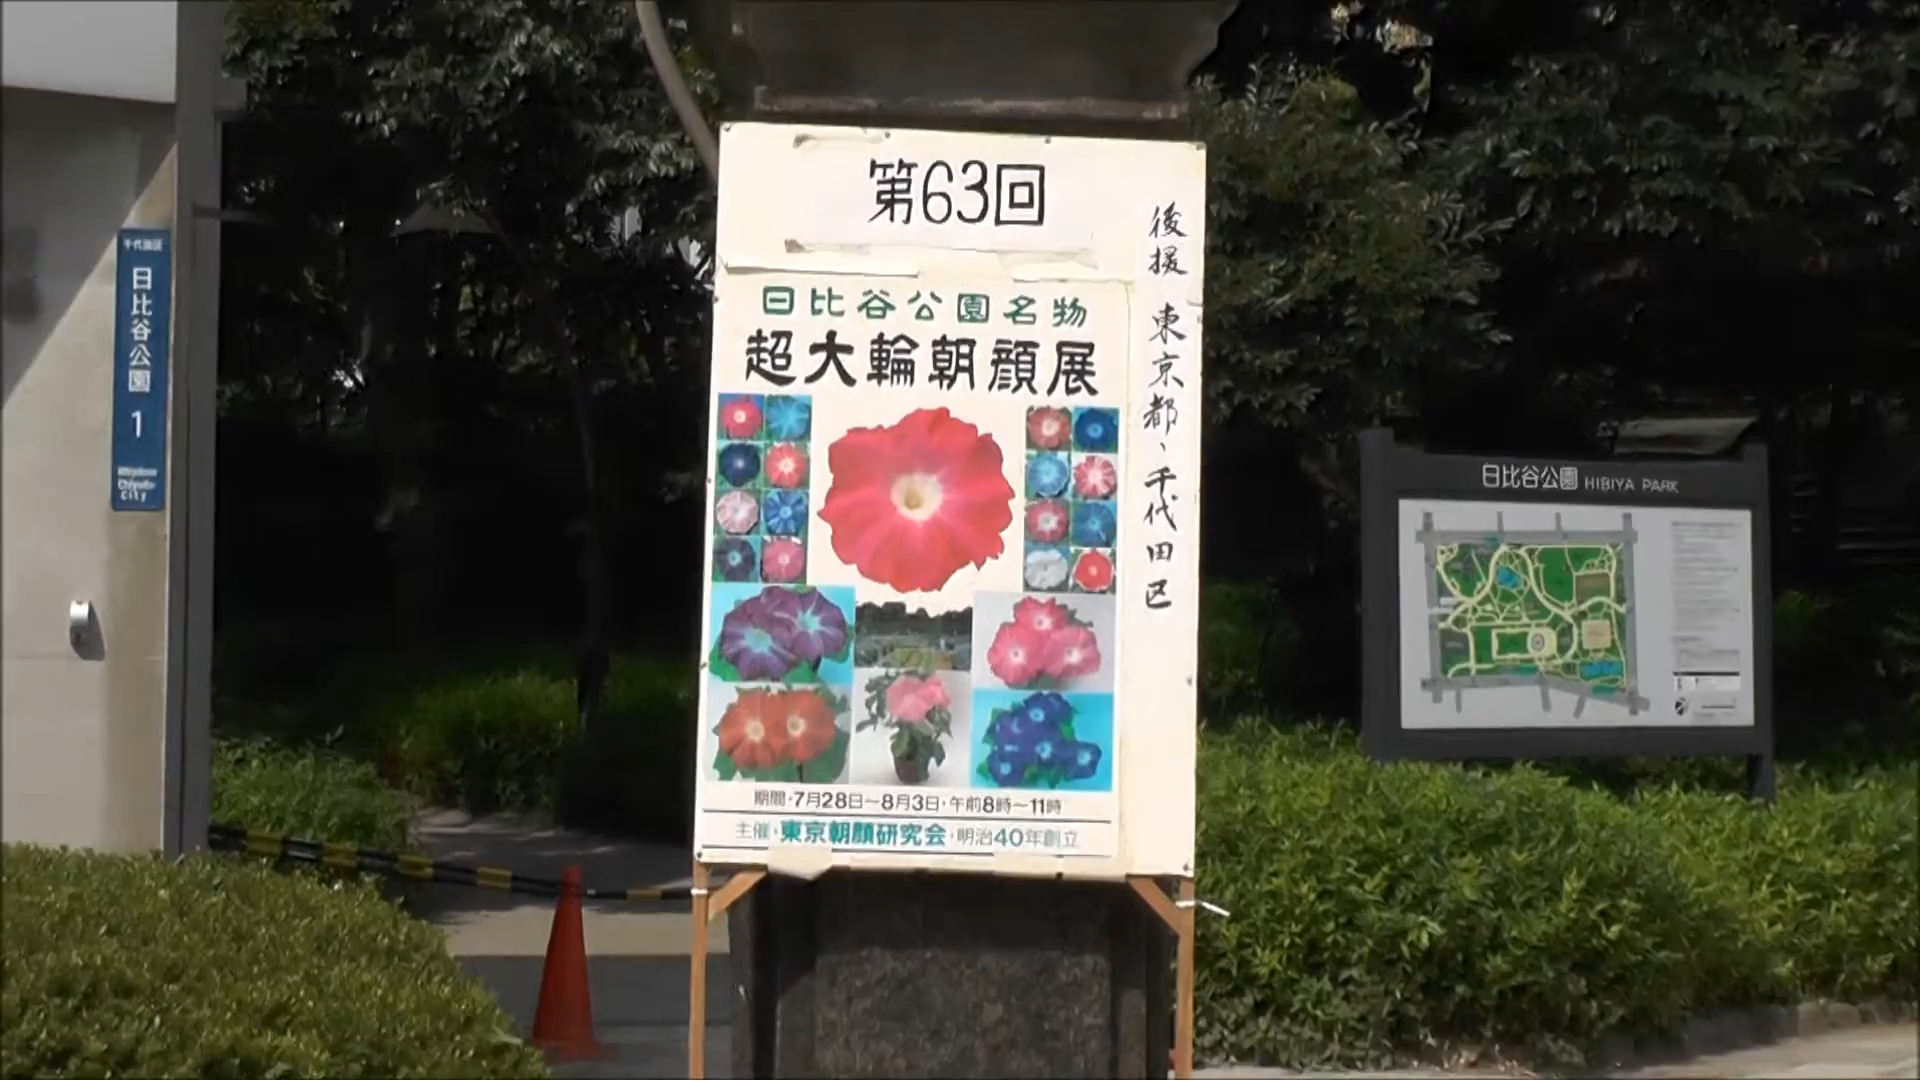 千代田区
日比谷公園
1
Hibiyakoen
Chiyoda-
City
第63回
日比谷公園名物
超大輪朝顔展
期間・7月28日～8月3日・午前8時～11時
主催・東京朝顔研究会・明治40年創立
後援 東京都、千代田区
日比谷公園 HIBIYA PARK